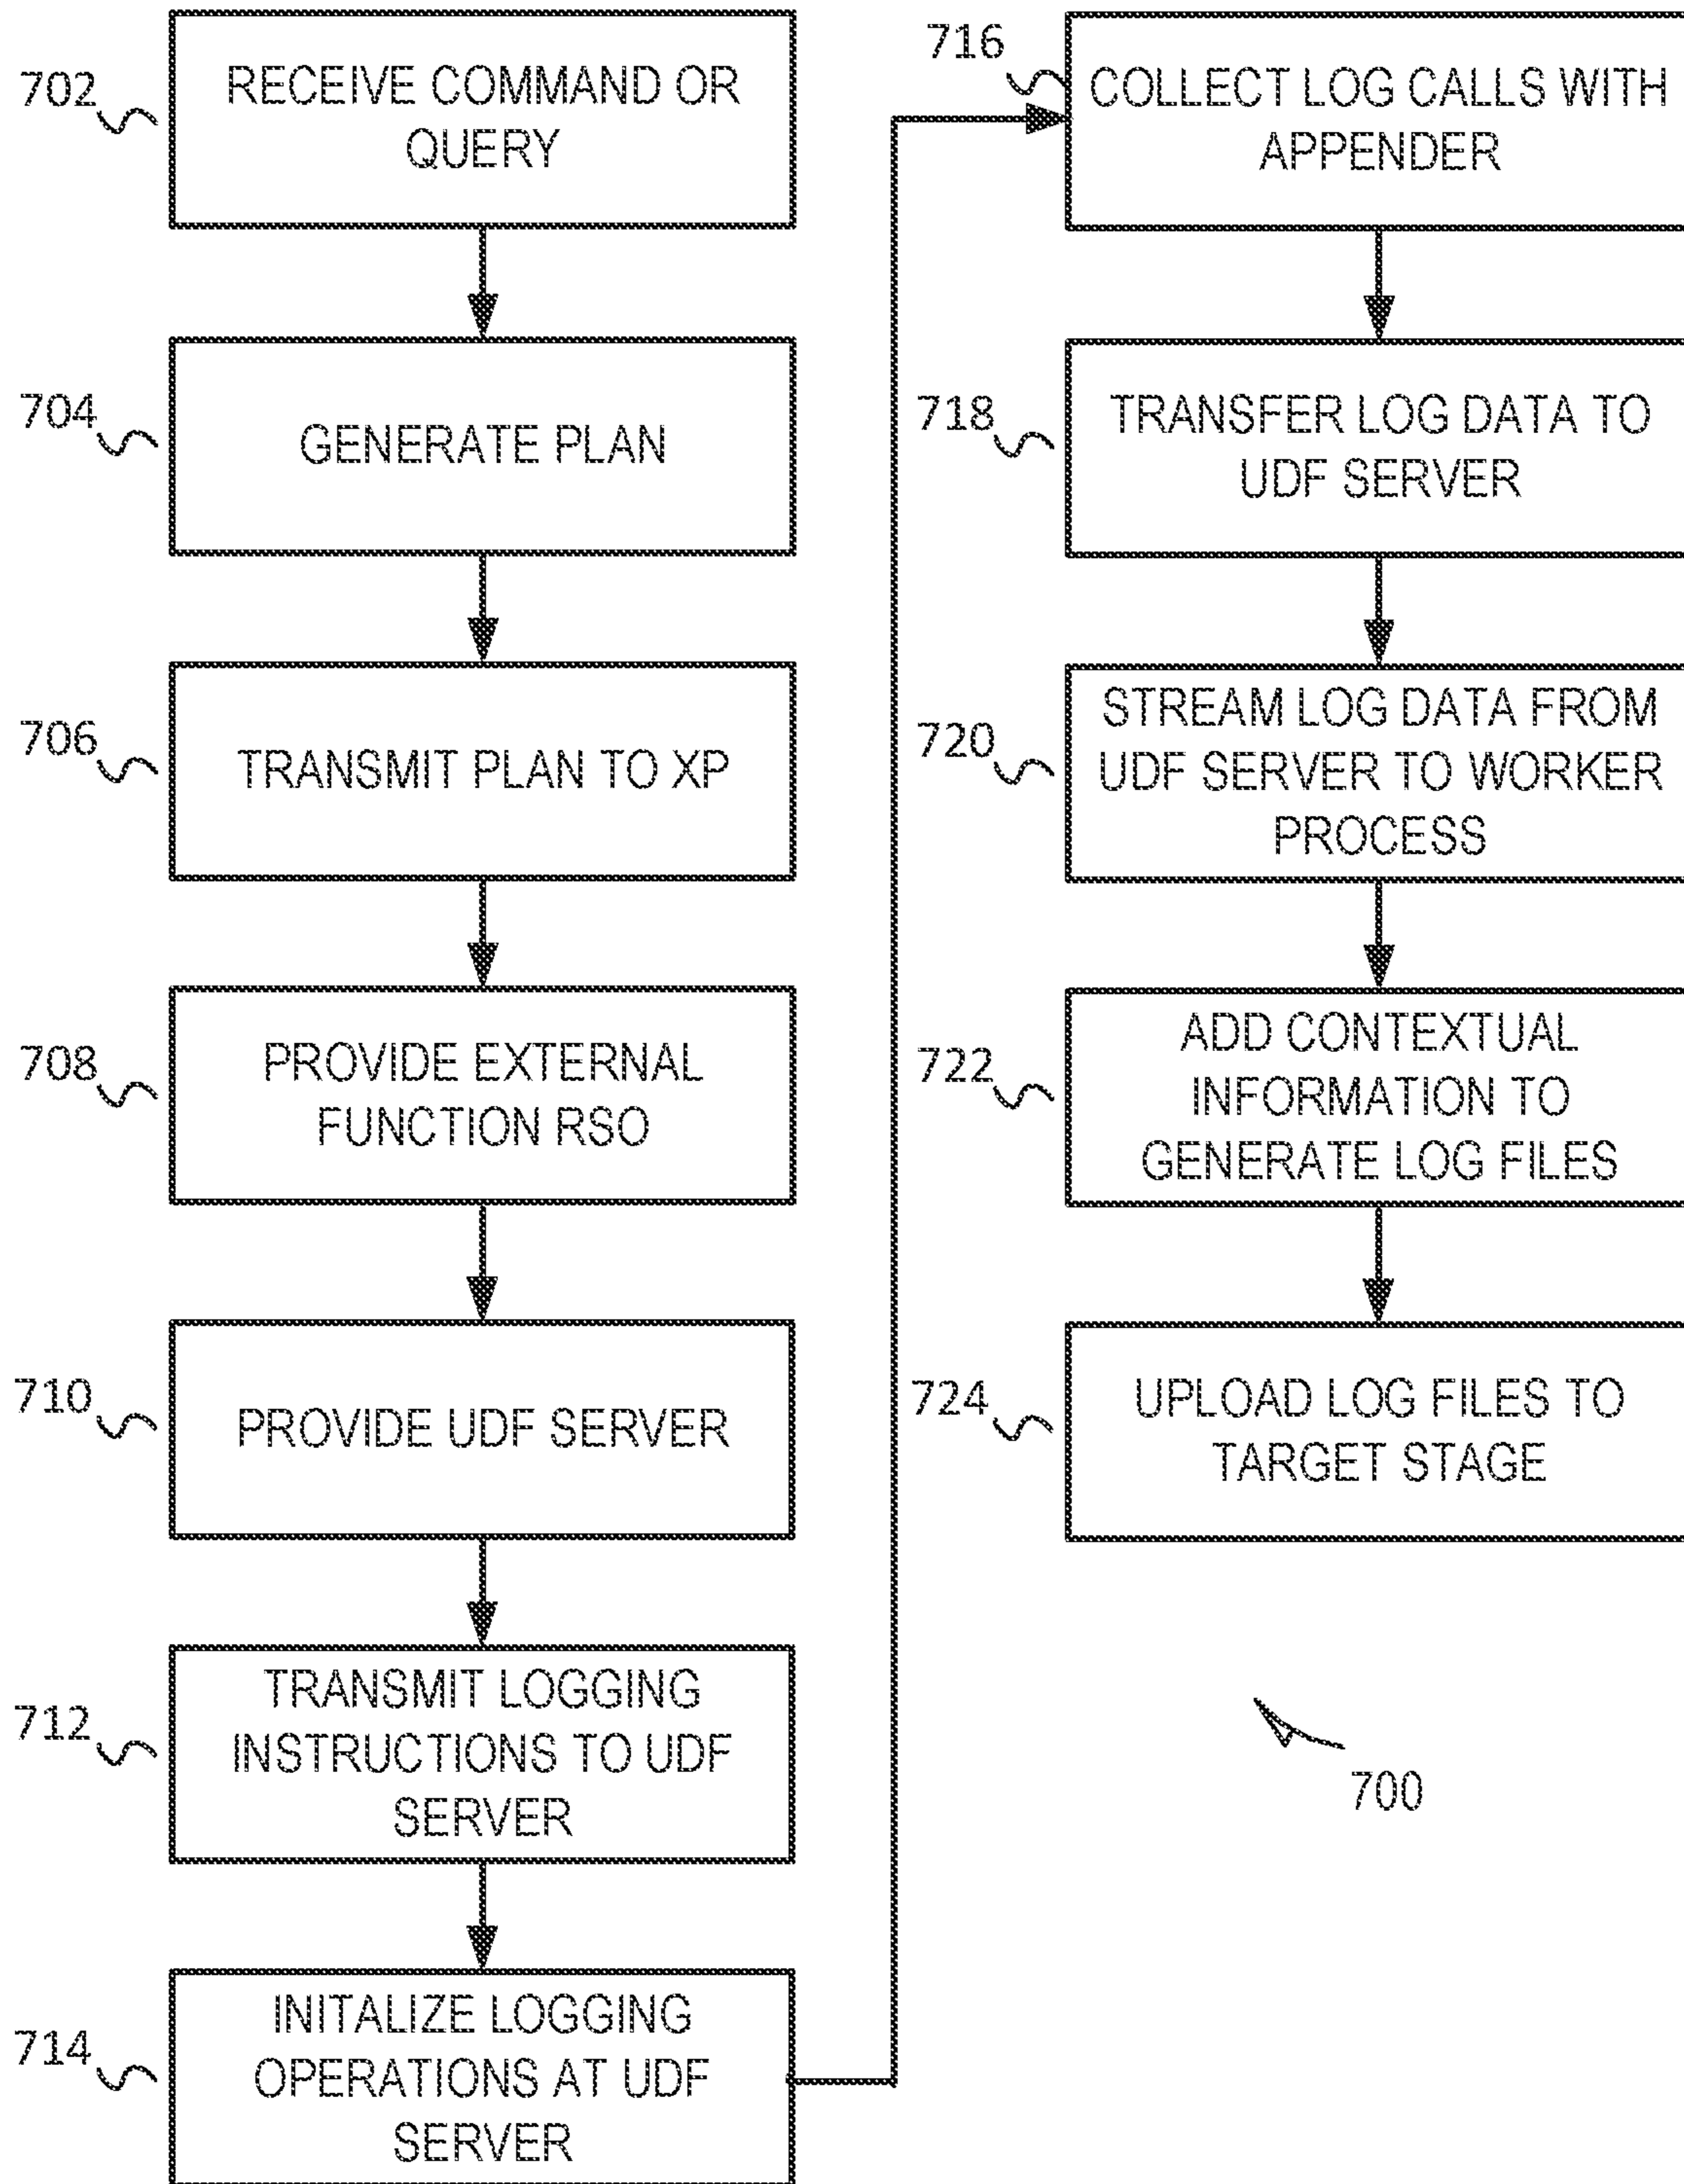 702
RECEIVE COMMAND OR
QUERY
704
GENERATE PLAN
706
TRANSMIT PLAN TO XP
708
PROVIDE EXTERNAL
FUNCTION RSO
710
PROVIDE UDF SERVER
712
TRANSMIT LOGGING
INSTRUCTIONS TO UDF
SERVER
714
INITALIZE LOGGING
OPERATIONS AT UDF
SERVER
716
COLLECT LOG CALLS WITH
APPENDER
718
TRANSFER LOG DATA TO
UDF SERVER
720
STREAM LOG DATA FROM
UDF SERVER TO WORKER
PROCESS
722
ADD CONTEXTUAL
INFORMATION TO
GENERATE LOG FILES
724
UPLOAD LOG FILES TO
TARGET STAGE
700